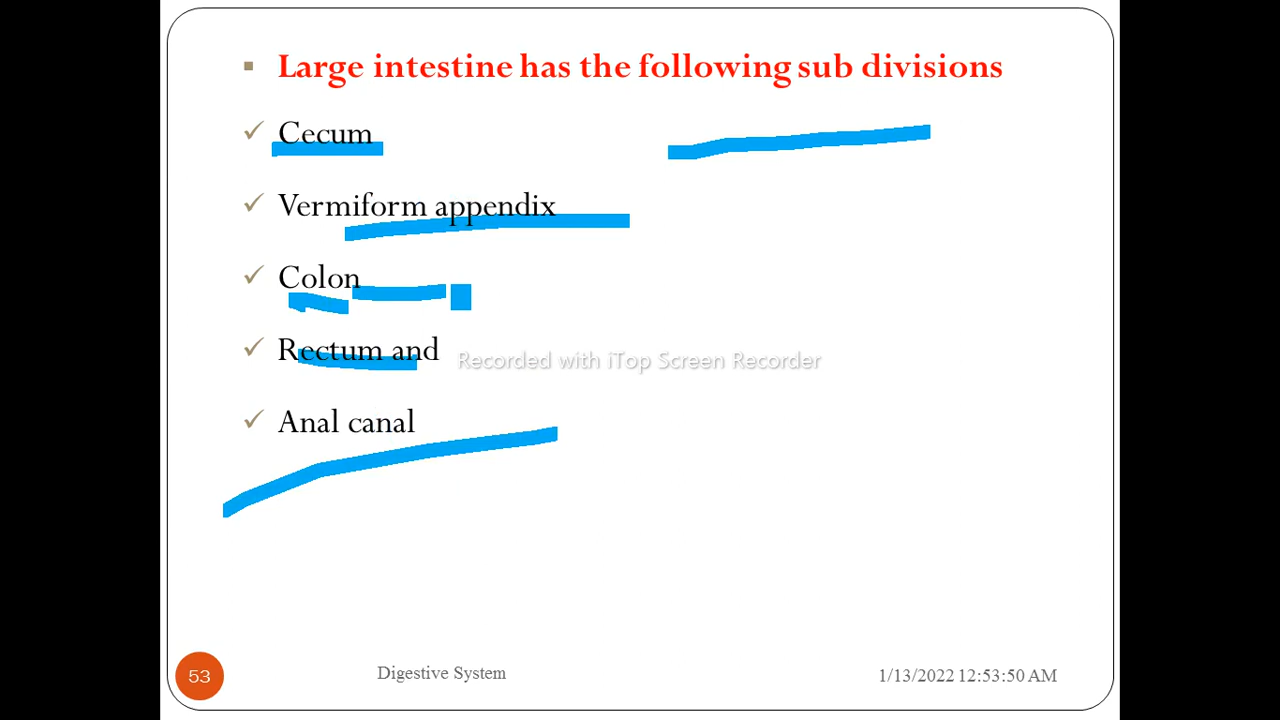 Large intestine has the following sub divisions
Cecum
Vermiform appendix
Colon
Rectum and
Recorded with iTop Screen Recorder
Anal canal
53
Digestive System
1/13/2022 12:53:50 AM